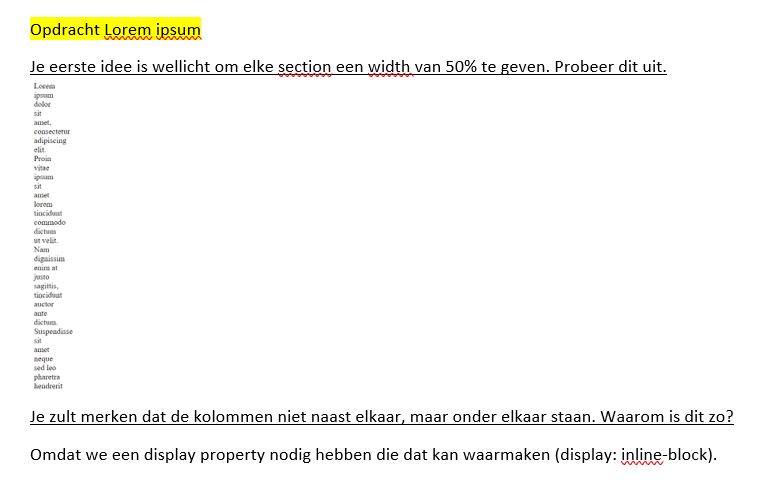 Opdracht Lorem ipsum
Je eerste idee is wellicht om elke section een width van 50% te geven. Probeer dit uit.
Lorem
ipsum
dolor
sit
amet,
consectetur
adipiscing
elit.
Proin
vitae
ipsum
sit
amet
lorem
tincidunt
commodo
dictum
ut velit.
Nam
dignissim
enim at
justo
sagittis,
tincidunt
auctor
ante
dictum.
Suspendisse
sit
amet
neque
sed leo
pharetra
hendrerit
Je zult merken dat de kolommen niet naast elkaar, maar onder elkaar staan. Waarom is dit zo?
Omdat we een display property nodig hebben die dat kan waarmaken (display: inline-block).